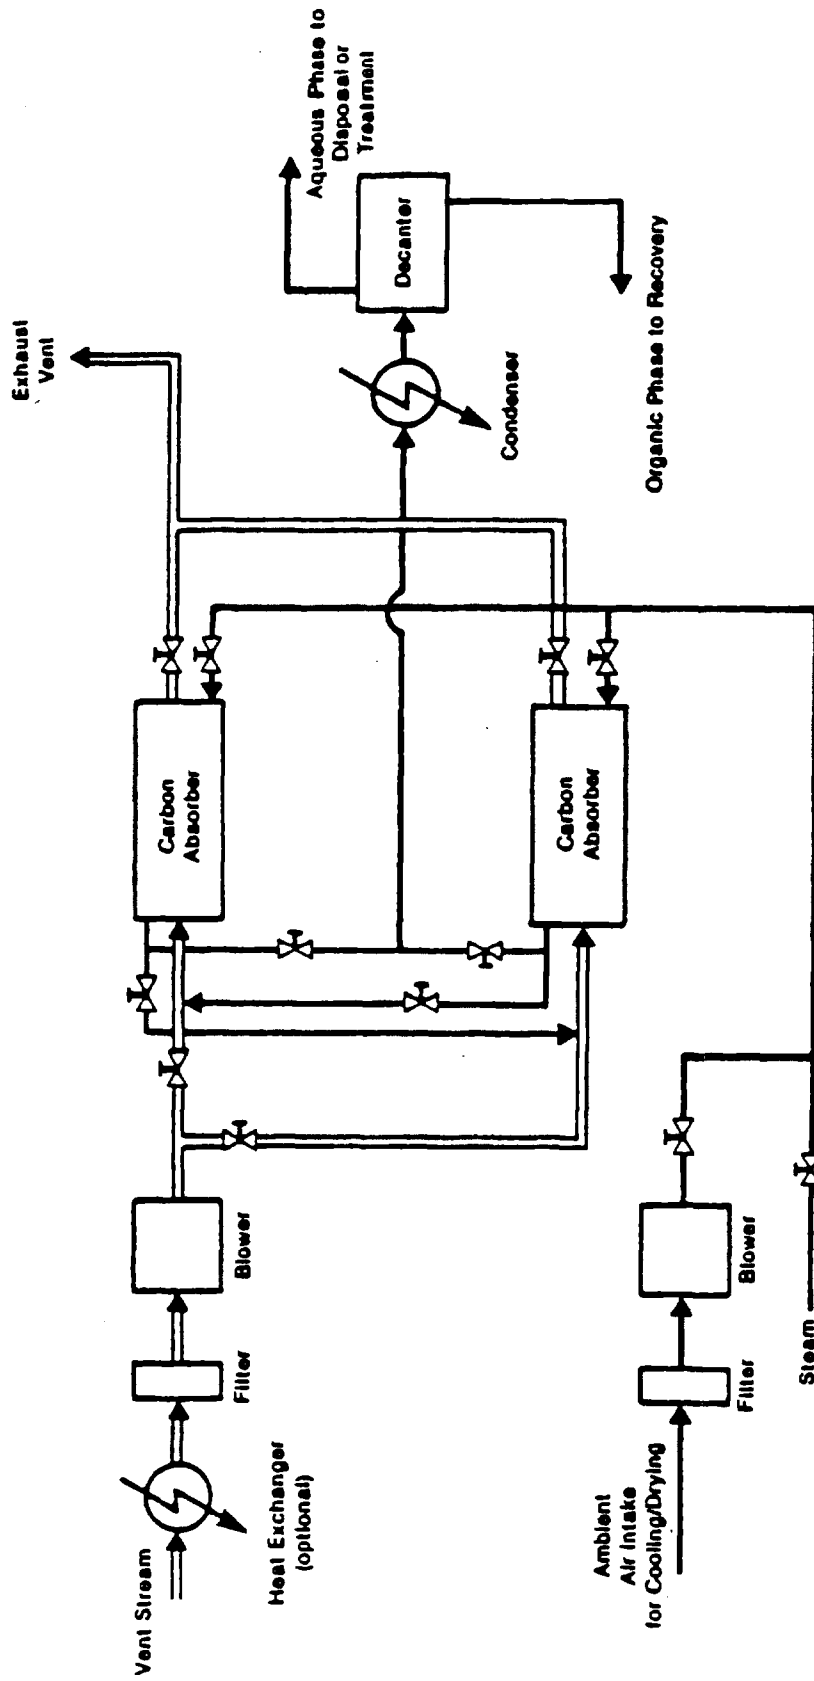 Vent Stream
Heat Exchanger
(optional)
Filter
Blower
Carbon
Absorber
Exhaust
Vent
Condenser
Decanter
Aqueous Phase to
Disposal or
Treatment
Organic Phase to Recovery
Carbon
Absorber
Ambient
Air Intake
for Cooling/Drying
Filter
Blower
Steam